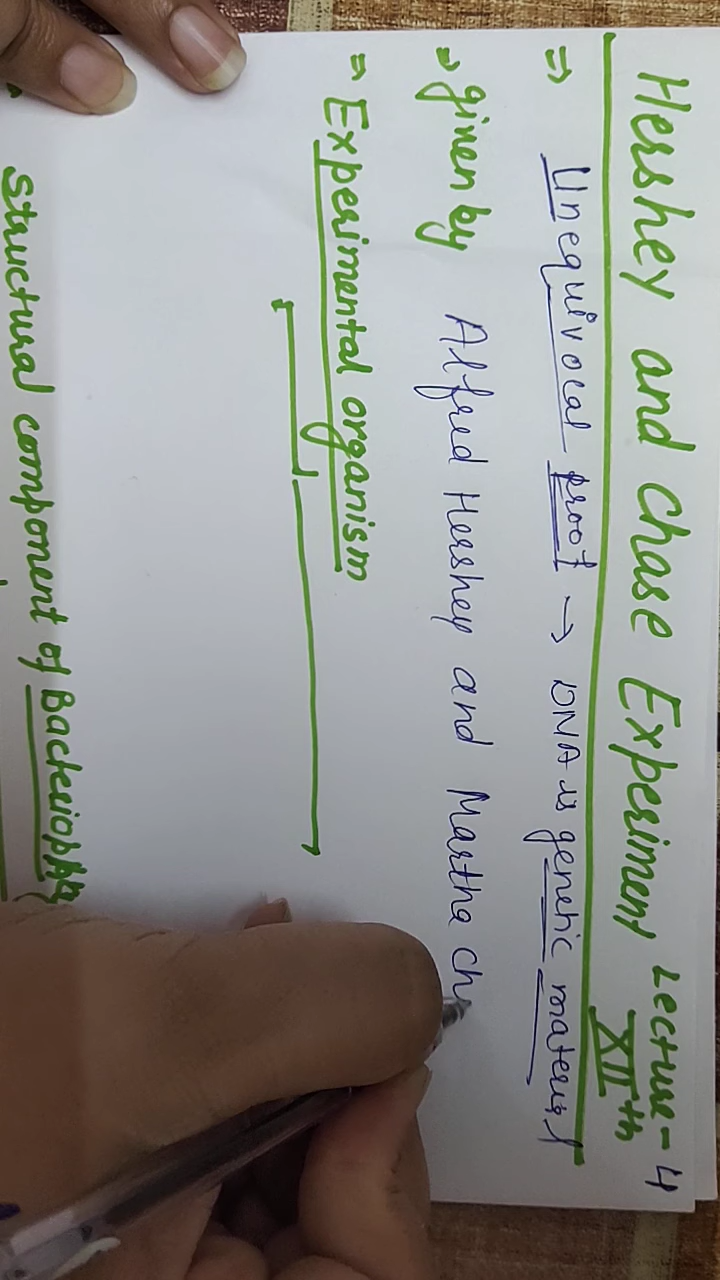 Hershey and Chase Experiment Lecture-4
XIIth
⇒ Unequivocal proof → DNA is genetic material
⇒ given by Alfred Hershey and Martha ch
⇒ Experimental organism
structural component of